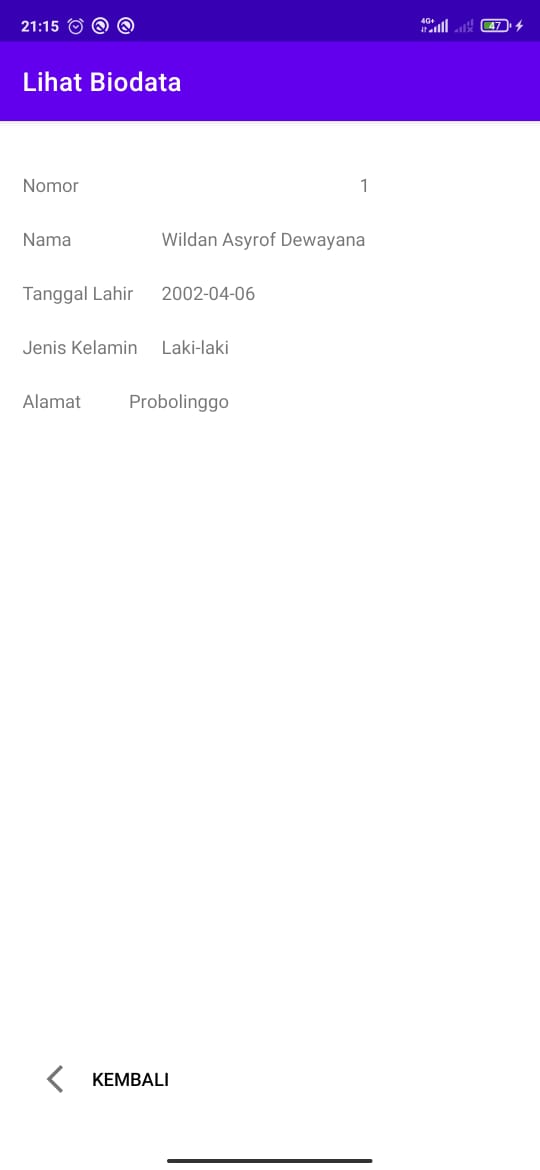 21:15 4G+ 47
Lihat Biodata
Nomor 1
Nama Wildan Asyrof Dewayana
Tanggal Lahir 2002-04-06
Jenis Kelamin Laki-laki
Alamat Probolinggo
KEMBALI